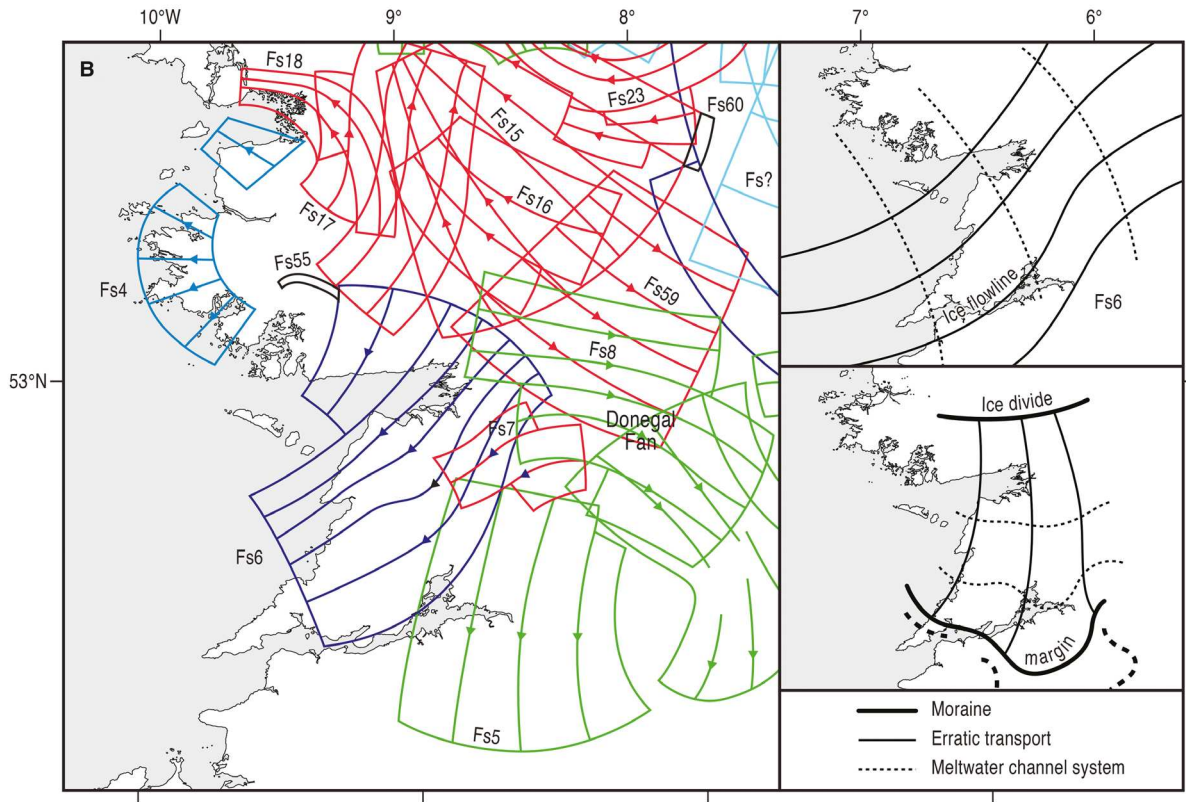 10°W
9°
8°
7°
6°
B
Fs18
Fs23
Fs60
Fs15
Fs?
Fs16
Fs17
Fs55
Fs4
Fs59
Ice flowline
Fs6
Fs8
53°N
Donegal
Fan
Fs7
Ice divide
Fs6
margin
Fs5
Moraine
Erratic transport
Meltwater channel system